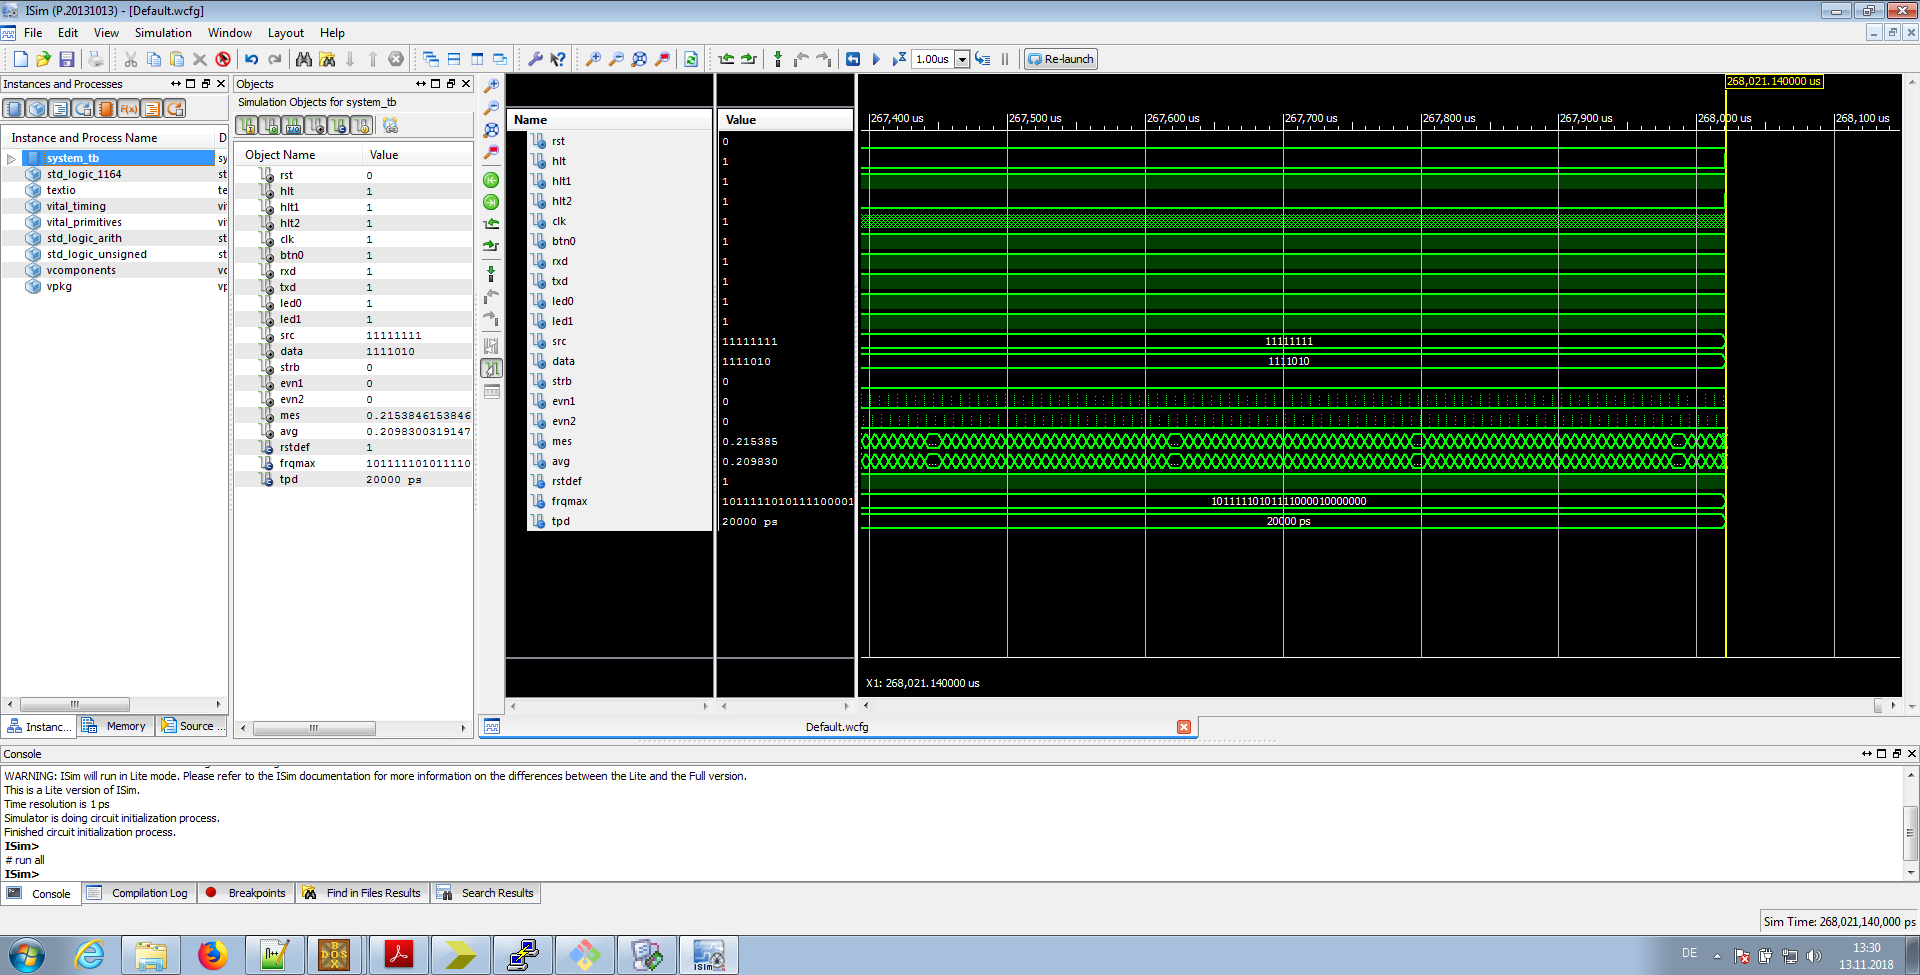 ISim (P.20131013) - [Default.wcfg]
File Edit View Simulation Window Layout Help
1.00us Re-launch
Instances and Processes
Instance and Process Name D
system_tb sy
std_logic_1164 st
textio te
vital_timing vi
vital_primitives vi
std_logic_arith st
std_logic_unsigned st
vcomponents vc
vpkg vp
Instanc... Memory Source ...
Objects
Simulation Objects for system_tb
Object Name Value
rst 0
hlt 1
hlt1 1
hlt2 1
clk 1
btn0 1
rxd 1
txd 1
led0 1
led1 1
src 11111111
data 1111010
strb 0
evn1 0
evn2 0
mes 0.2153846153846
avg 0.2098300319147
rstdef 1
frqmax 101111101011110
tpd 20000 ps
Name Value
rst 0
hlt 1
hlt1 1
hlt2 1
clk 1
btn0 1
rxd 1
txd 1
led0 1
led1 1
src 11111111
data 1111010
strb 0
evn1 0
evn2 0
mes 0.215385
avg 0.209830
rstdef 1
frqmax 1011111010111100001
tpd 20000 ps
268,021.140000 us
267,400 us 267,500 us 267,600 us 267,700 us 267,800 us 267,900 us 268,000 us 268,100 us
11111111
1111010
... ... ... ...
... ... ... ...
10111110101111000010000000
20000 ps
X1: 268,021.140000 us
Default.wcfg
Console
WARNING: ISim will run in Lite mode. Please refer to the ISim documentation for more information on the differences between the Lite and the Full version.
This is a Lite version of ISim.
Time resolution is 1 ps
Simulator is doing circuit initialization process.
Finished circuit initialization process.
ISim>
# run all
ISim>
Console Compilation Log Breakpoints Find in Files Results Search Results
Sim Time: 268,021,140,000 ps
DE
13:30
13.11.2018